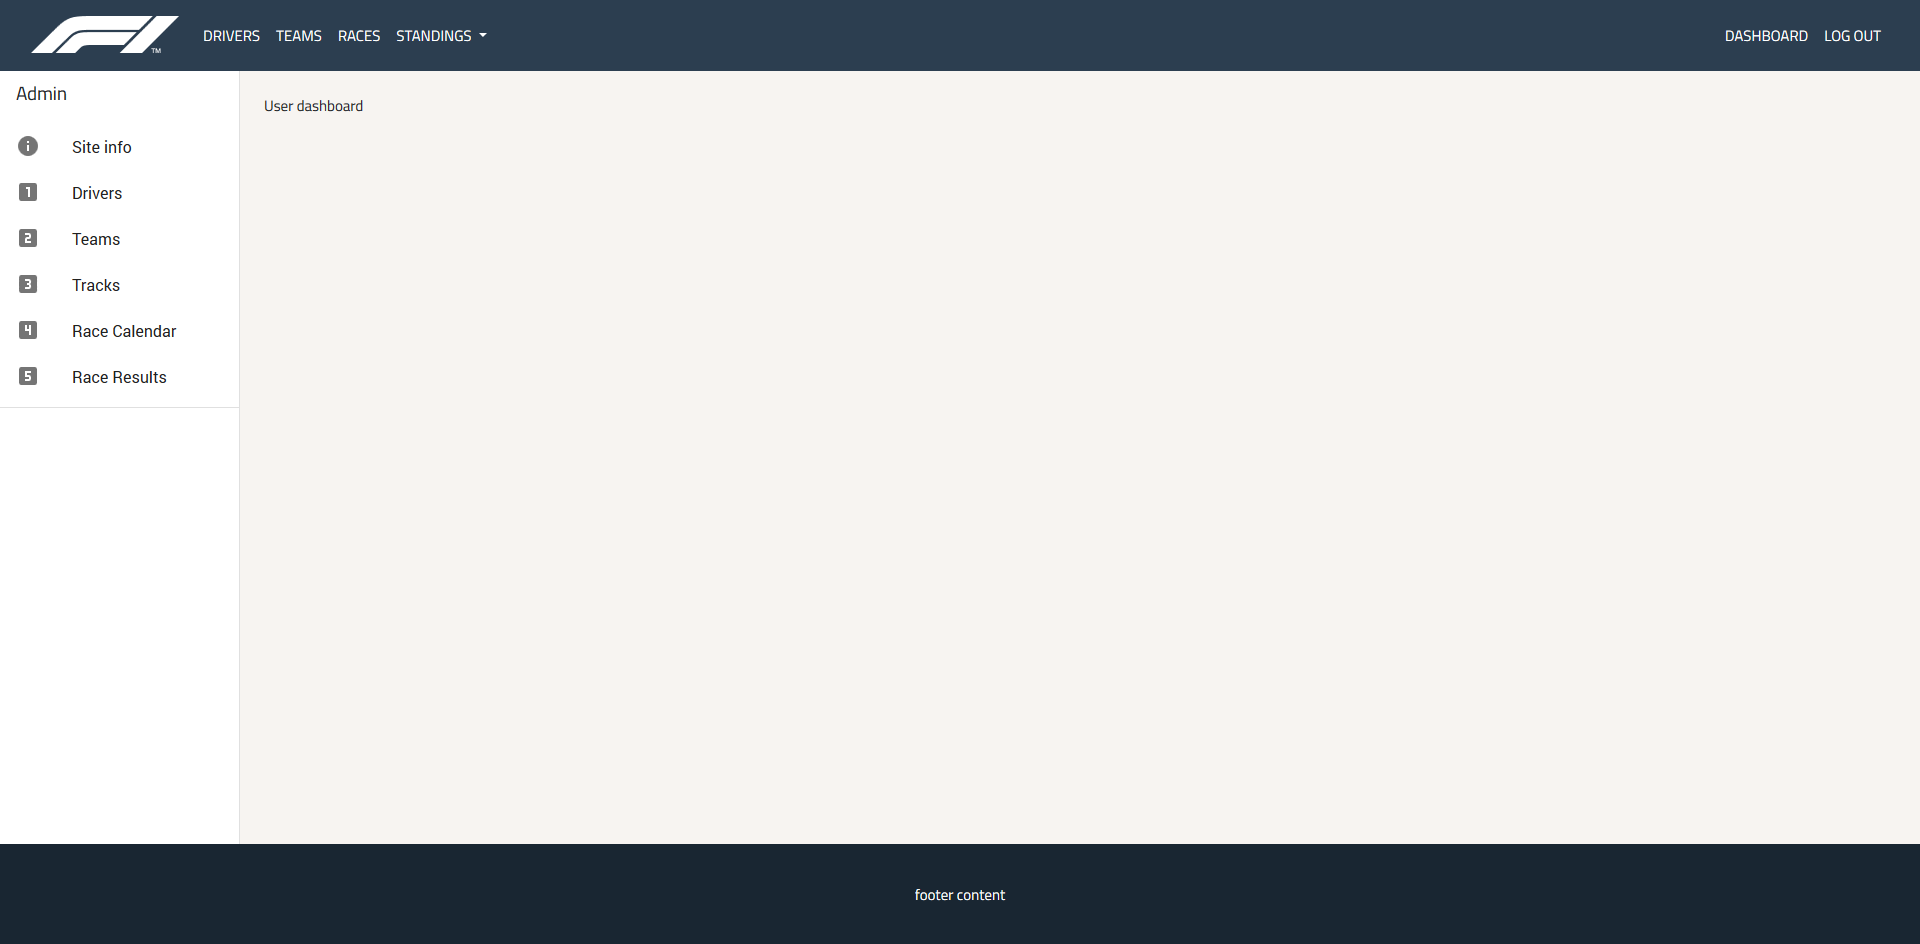 F1 TM
DRIVERS TEAMS RACES STANDINGS DASHBOARD LOG OUT
Admin
User dashboard
i Site info
1 Drivers
2 Teams
3 Tracks
4 Race Calendar
5 Race Results
footer content